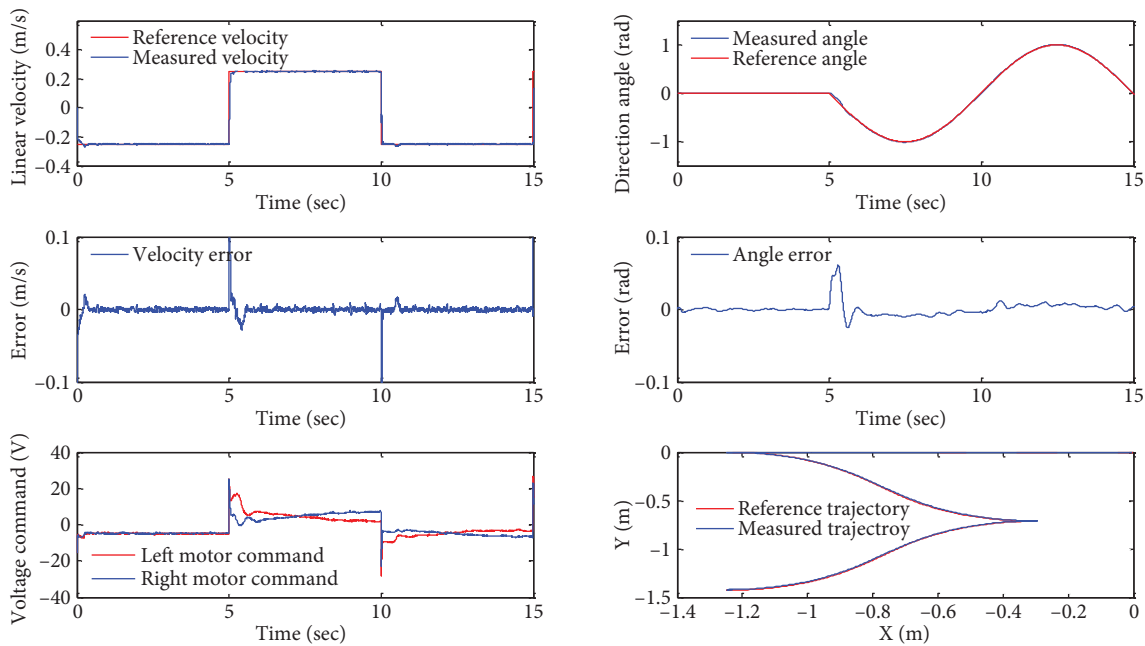 Linear velocity (m/s)
0.4
0.2
0
−0.2
−0.4
Reference velocity
Measured velocity
0
5
10
15
Time (sec)
Direction angle (rad)
1
0
−1
Measured angle
Reference angle
0
5
10
15
Time (sec)
Error (m/s)
0.1
0
−0.1
Velocity error
0
5
10
15
Time (sec)
Error (rad)
0.1
0
−0.1
Angle error
0
5
10
15
Time (sec)
Voltage command (V)
40
20
0
−20
−40
Left motor command
Right motor command
0
5
10
15
Time (sec)
Y (m)
0
−0.5
−1
−1.5
Reference trajectory
Measured trajectroy
−1.4
−1.2
−1
−0.8
−0.6
−0.4
−0.2
0
X (m)